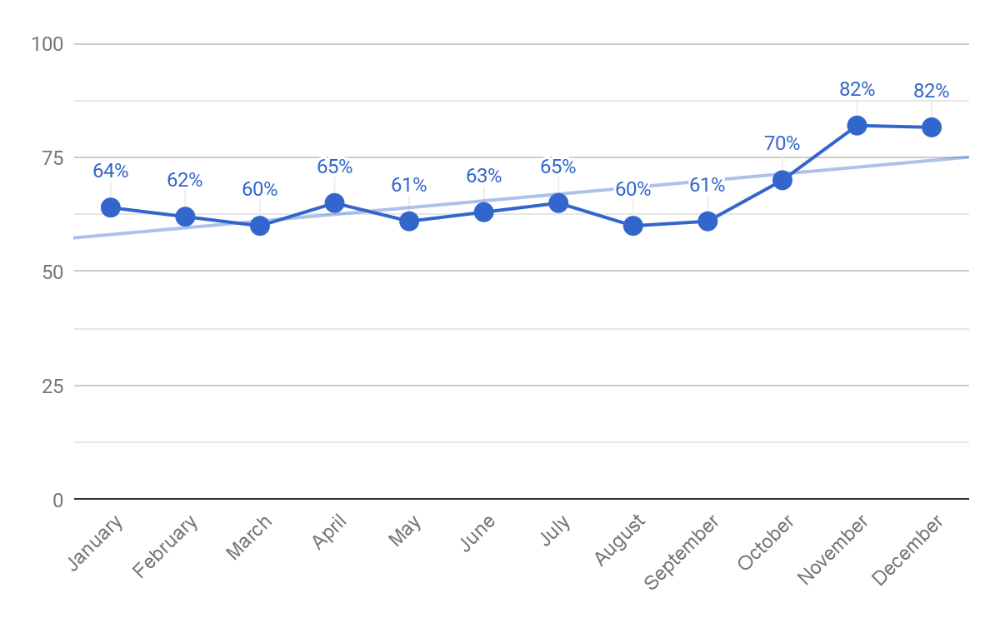 100
75
50
25
0
64%
62%
60%
65%
61%
63%
65%
60%
61%
70%
82%
82%
January
February
March
April
May
June
July
August
September
October
November
December